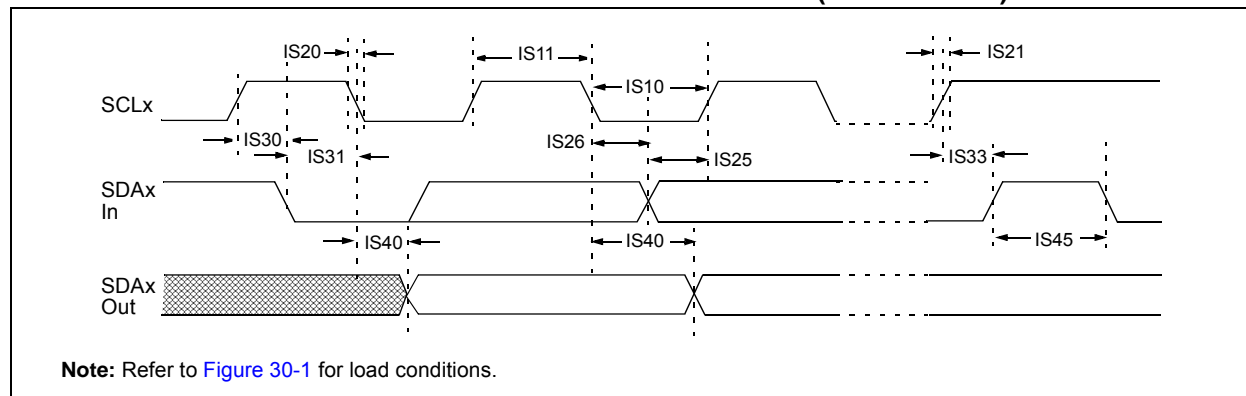 IS20
IS11
IS21
IS10
SCLx
IS30
IS26
IS31
IS25
IS33
SDAx
In
IS40
IS40
IS45
SDAx
Out
Note: Refer to Figure 30-1 for load conditions.